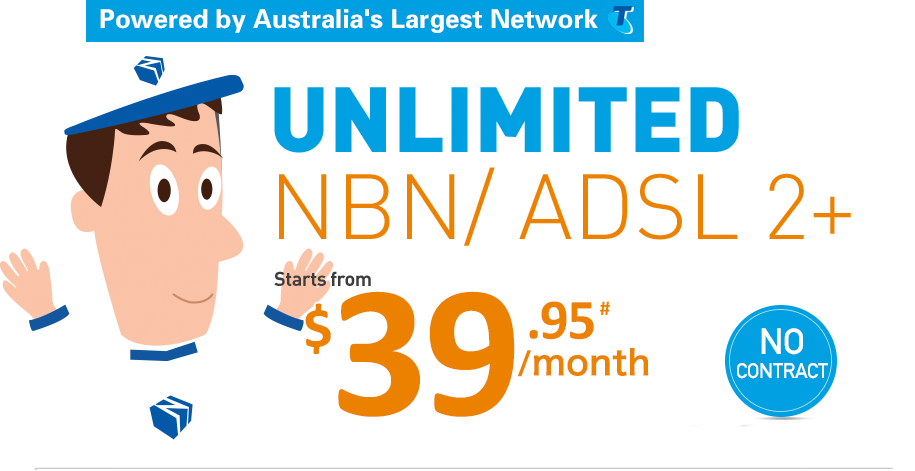 Powered by Australia's Largest Network
UNLIMITED
NBN/ ADSL 2+
Starts from
$39.95#
/month
NO
CONTRACT